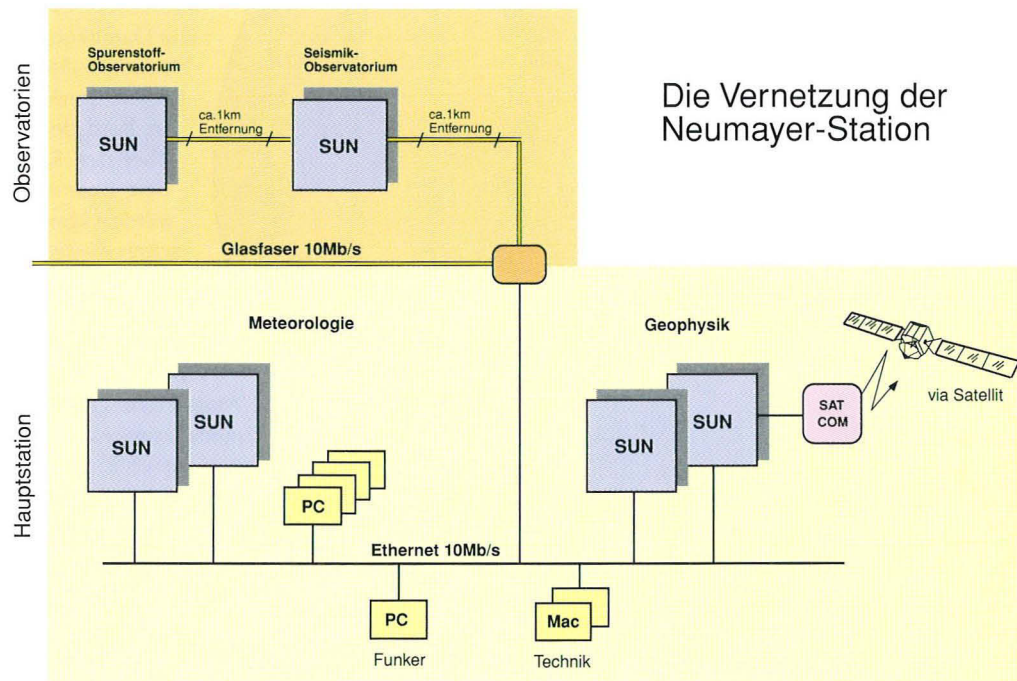 Die Vernetzung der
Neumayer-Station
Observatorien
Spurenstoff-
Observatorium
SUN
ca.1km
Entfernung
Seismik-
Observatorium
SUN
ca.1km
Entfernung
Glasfaser 10Mb/s
Hauptstation
Meteorologie
SUN
SUN
PC
Geophysik
SUN
SUN
SAT
COM
via Satellit
Ethernet 10Mb/s
PC
Funker
Mac
Technik